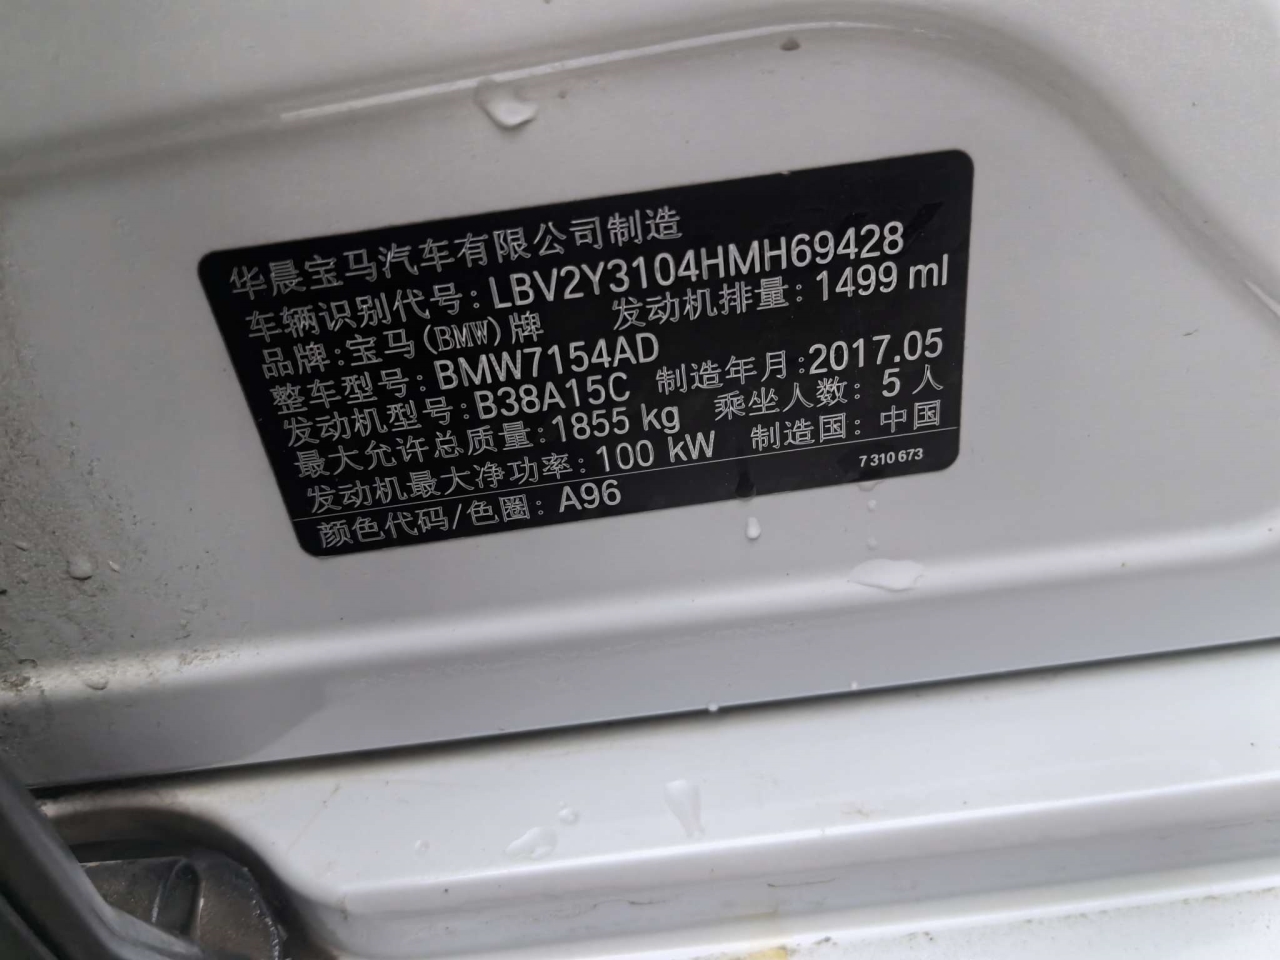 华晨宝马汽车有限公司制造
车辆识别代号: LBV2Y3104HMH69428
品牌: 宝马(BMW)牌 发动机排量: 1499 ml
整车型号: BMW7154AD
发动机型号: B38A15C 制造年月: 2017.05
最大允许总质量: 1855 kg 乘坐人数: 5 人
发动机最大净功率: 100 kW 制造国: 中国
颜色代码/色圈: A96 7 310 673